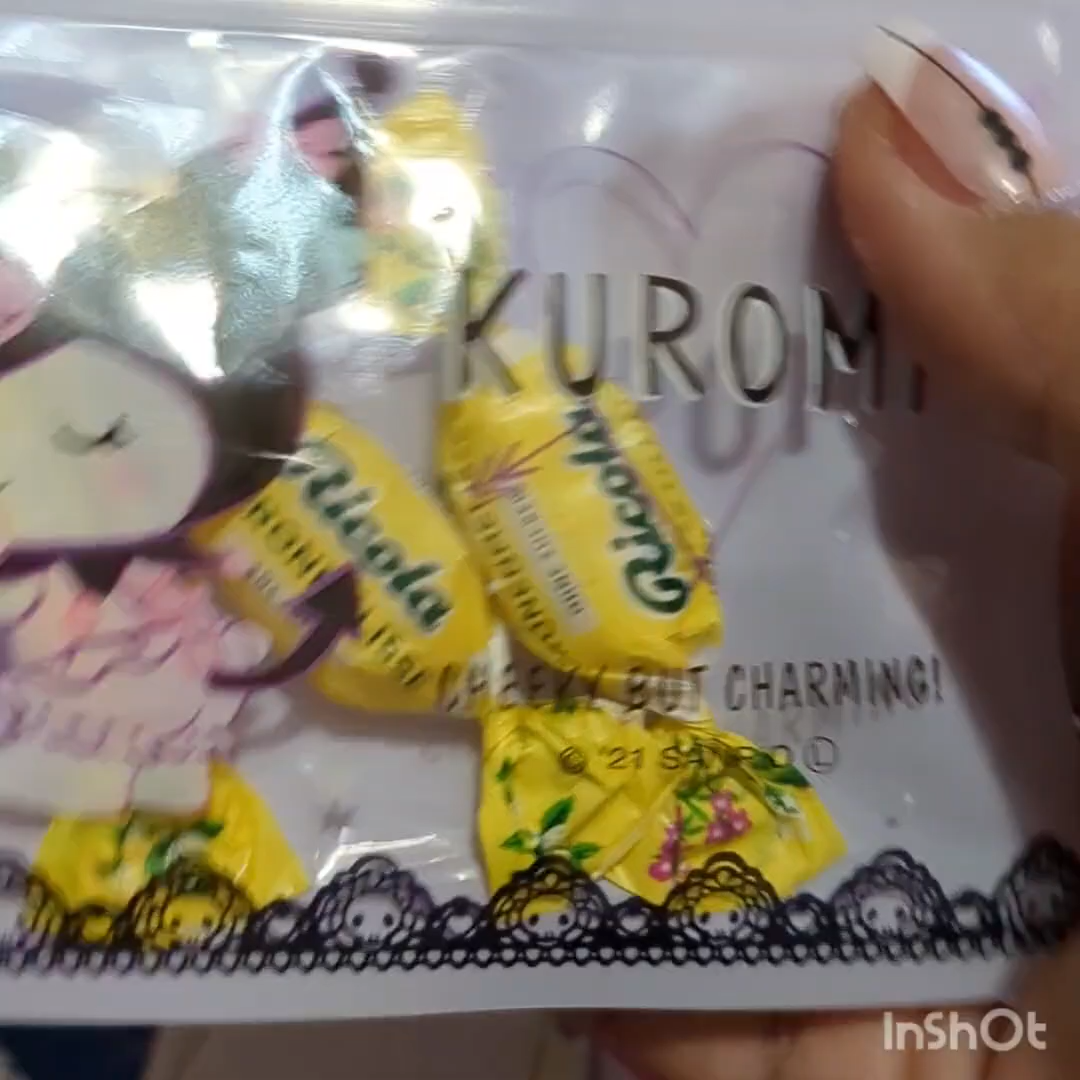 KUROMI
Ricola
Ricola
CHEEKY BUT CHARMING!
© '21 SANRIO Ⓛ
InShOt